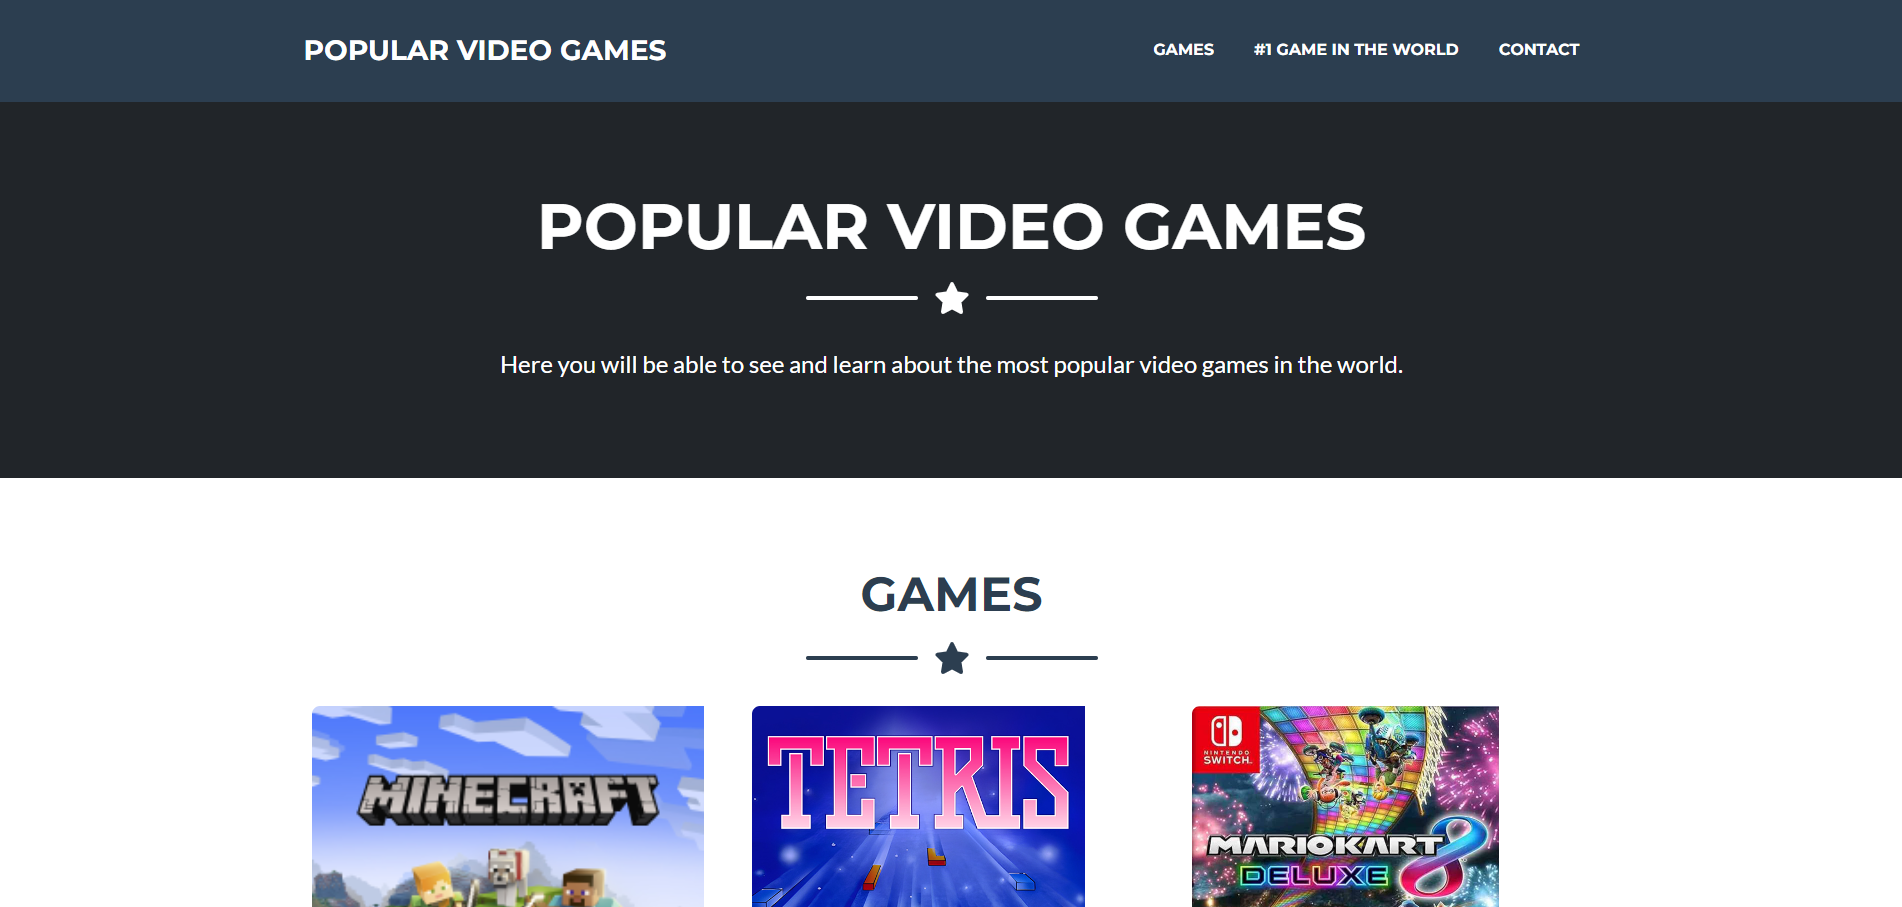 POPULAR VIDEO GAMES
GAMES
#1 GAME IN THE WORLD
CONTACT
POPULAR VIDEO GAMES
Here you will be able to see and learn about the most popular video games in the world.
GAMES
MINECRAFT
TETRIS
NINTENDO
SWITCH
MARIOKART 8
DELUXE